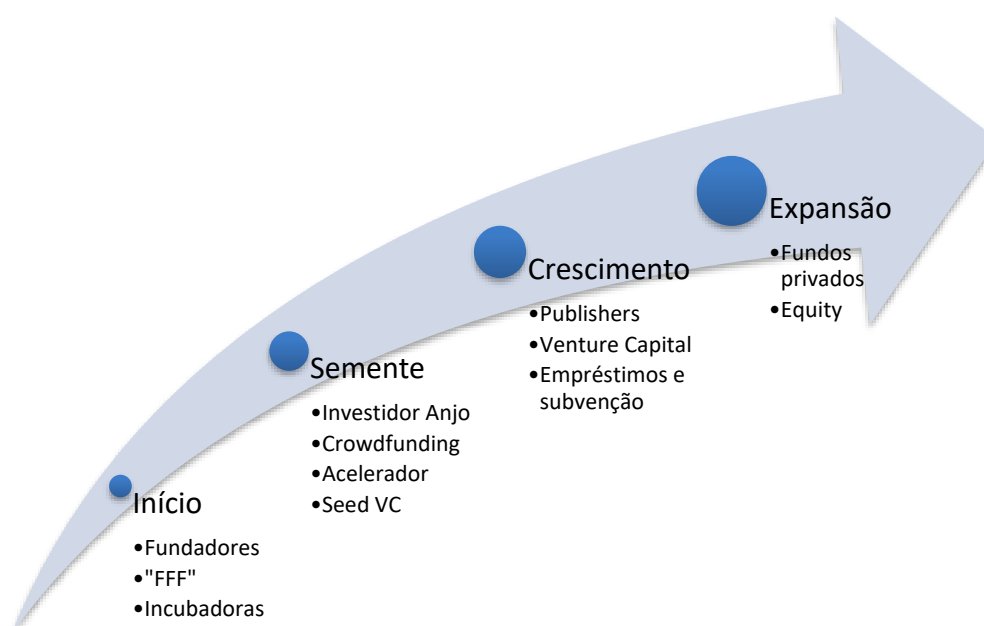 Início
•Fundadores
•"FFF"
•Incubadoras
Semente
•Investidor Anjo
•Crowdfunding
•Acelerador
•Seed VC
Crescimento
•Publishers
•Venture Capital
•Empréstimos e
subvenção
Expansão
•Fundos
privados
•Equity